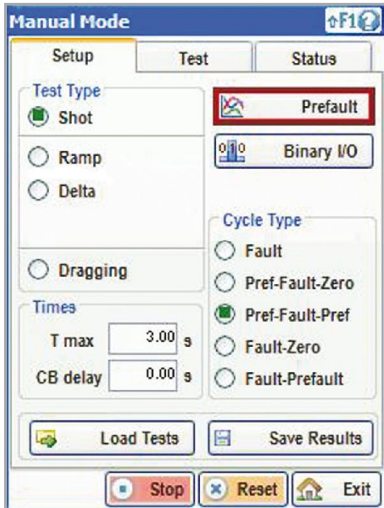 Manual Mode
F1
Setup Test Status
Test Type
Shot
Ramp
Delta
Dragging
Prefault
010 Binary I/O
Cycle Type
Fault
Pref-Fault-Zero
Pref-Fault-Pref
Fault-Zero
Fault-Prefault
Times
T max 3.00 s
CB delay 0.00 s
Load Tests Save Results
Stop Reset Exit